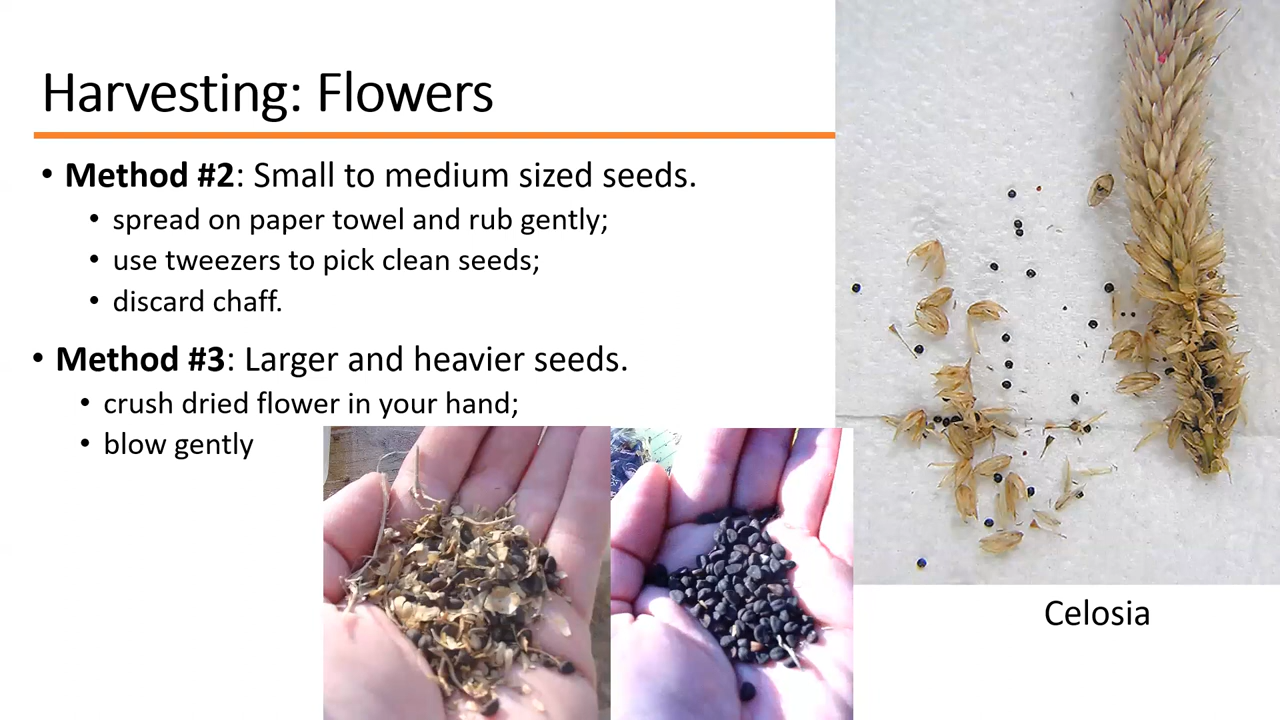 Harvesting: Flowers
• Method #2: Small to medium sized seeds.
• spread on paper towel and rub gently;
• use tweezers to pick clean seeds;
• discard chaff.
• Method #3: Larger and heavier seeds.
• crush dried flower in your hand;
• blow gently
Celosia